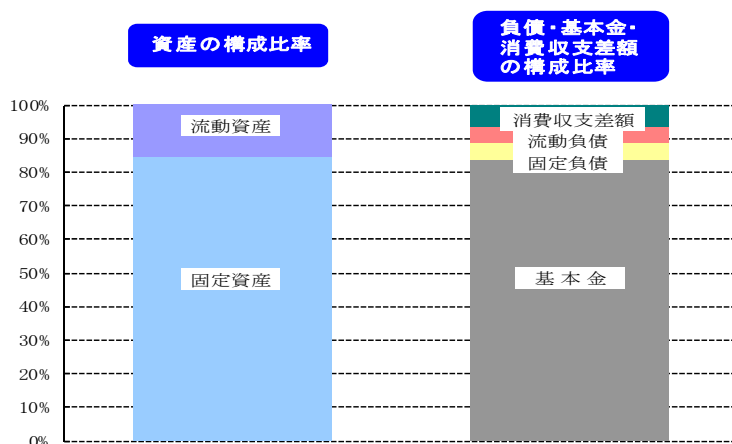 資産の構成比率
負債・基本金・
消費収支差額
の構成比率
100%
90%
80%
70%
60%
50%
40%
30%
20%
10%
0%
流動資産
固定資産
消費収支差額
流動負債
固定負債
基本金